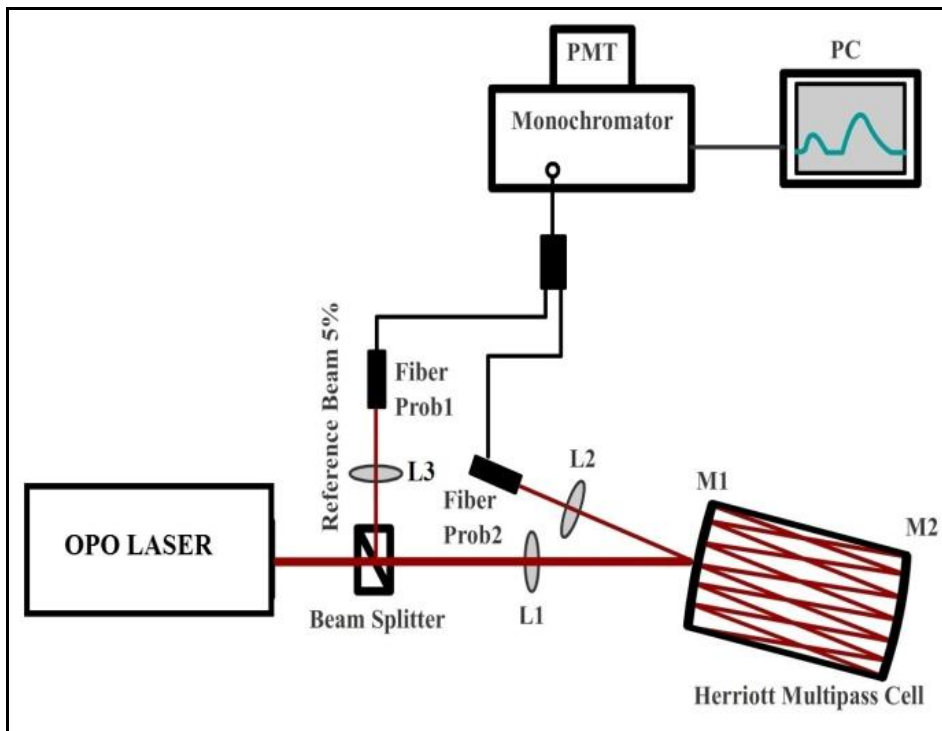 PMT
PC
Monochromator
Reference Beam 5%
Fiber
Prob1
L3
L2
Fiber
Prob2
M1
M2
OPO LASER
L1
Beam Splitter
Herriott Multipass Cell